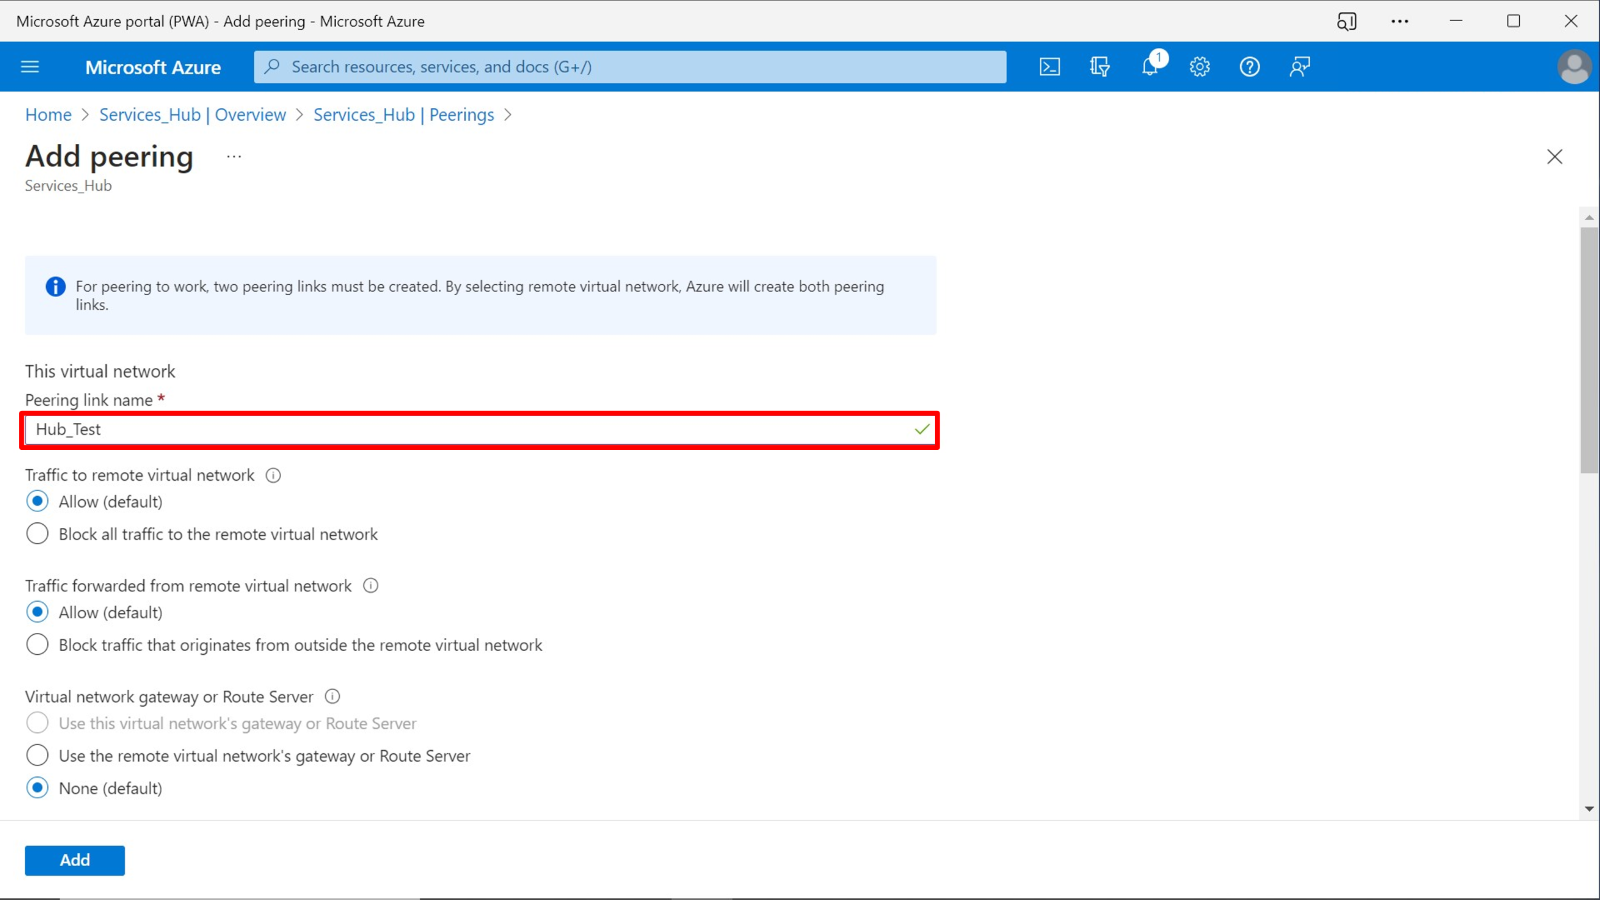 Microsoft Azure portal (PWA) - Add peering - Microsoft Azure
Microsoft Azure
Search resources, services, and docs (G+/)
1
Home > Services_Hub | Overview > Services_Hub | Peerings >
Add peering ...
Services_Hub
For peering to work, two peering links must be created. By selecting remote virtual network, Azure will create both peering
links.
This virtual network
Peering link name *
Hub_Test
Traffic to remote virtual network
Allow (default)
Block all traffic to the remote virtual network
Traffic forwarded from remote virtual network
Allow (default)
Block traffic that originates from outside the remote virtual network
Virtual network gateway or Route Server
Use this virtual network's gateway or Route Server
Use the remote virtual network's gateway or Route Server
None (default)
Add